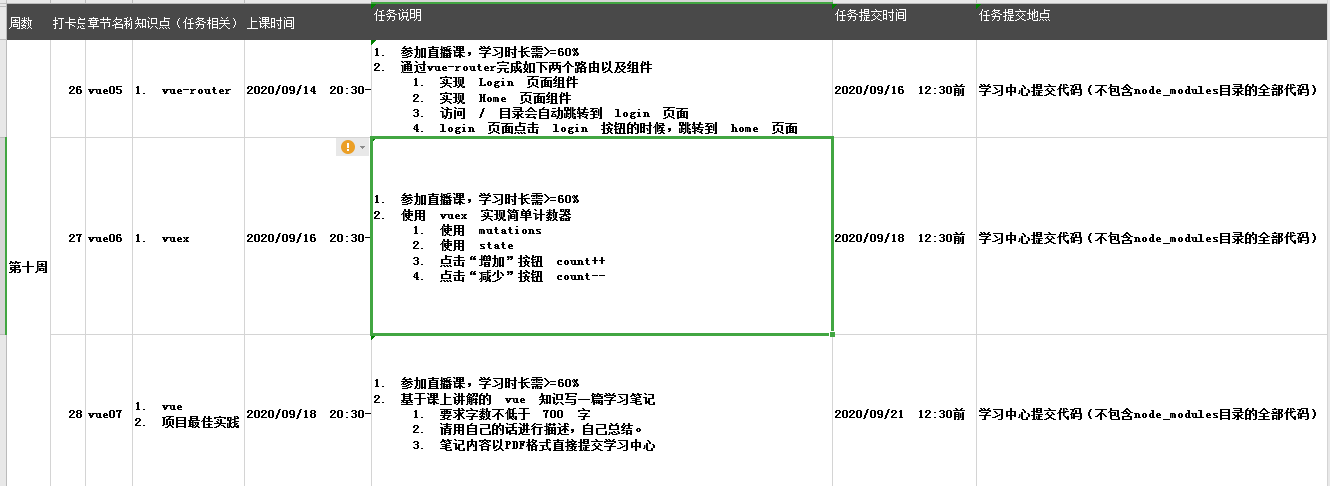 周数 打卡 章节名称 知识点（任务相关） 上课时间 任务说明 任务提交时间 任务提交地点
26 vue05 1. vue-router 2020/09/14 20:30-
1. 参加直播课，学习时长需>=60%
2. 通过vue-router完成如下两个路由以及组件
1. 实现 Login 页面组件
2. 实现 Home 页面组件
3. 访问 / 目录会自动跳转到 login 页面
4. login 页面点击 login 按钮的时候，跳转到 home 页面
2020/09/16 12:30前 学习中心提交代码（不包含node_modules目录的全部代码）
第十周
27 vue06 1. vuex 2020/09/16 20:30-
1. 参加直播课，学习时长需>=60%
2. 使用 vuex 实现简单计数器
1. 使用 mutations
2. 使用 state
3. 点击“增加”按钮 count++
4. 点击“减少”按钮 count--
2020/09/18 12:30前 学习中心提交代码（不包含node_modules目录的全部代码）
28 vue07
1. vue
2. 项目最佳实践
2020/09/18 20:30-
1. 参加直播课，学习时长需>=60%
2. 基于课上讲解的 vue 知识写一篇学习笔记
1. 要求字数不低于 700 字
2. 请用自己的话进行描述，自己总结。
3. 笔记内容以PDF格式直接提交学习中心
2020/09/21 12:30前 学习中心提交代码（不包含node_modules目录的全部代码）